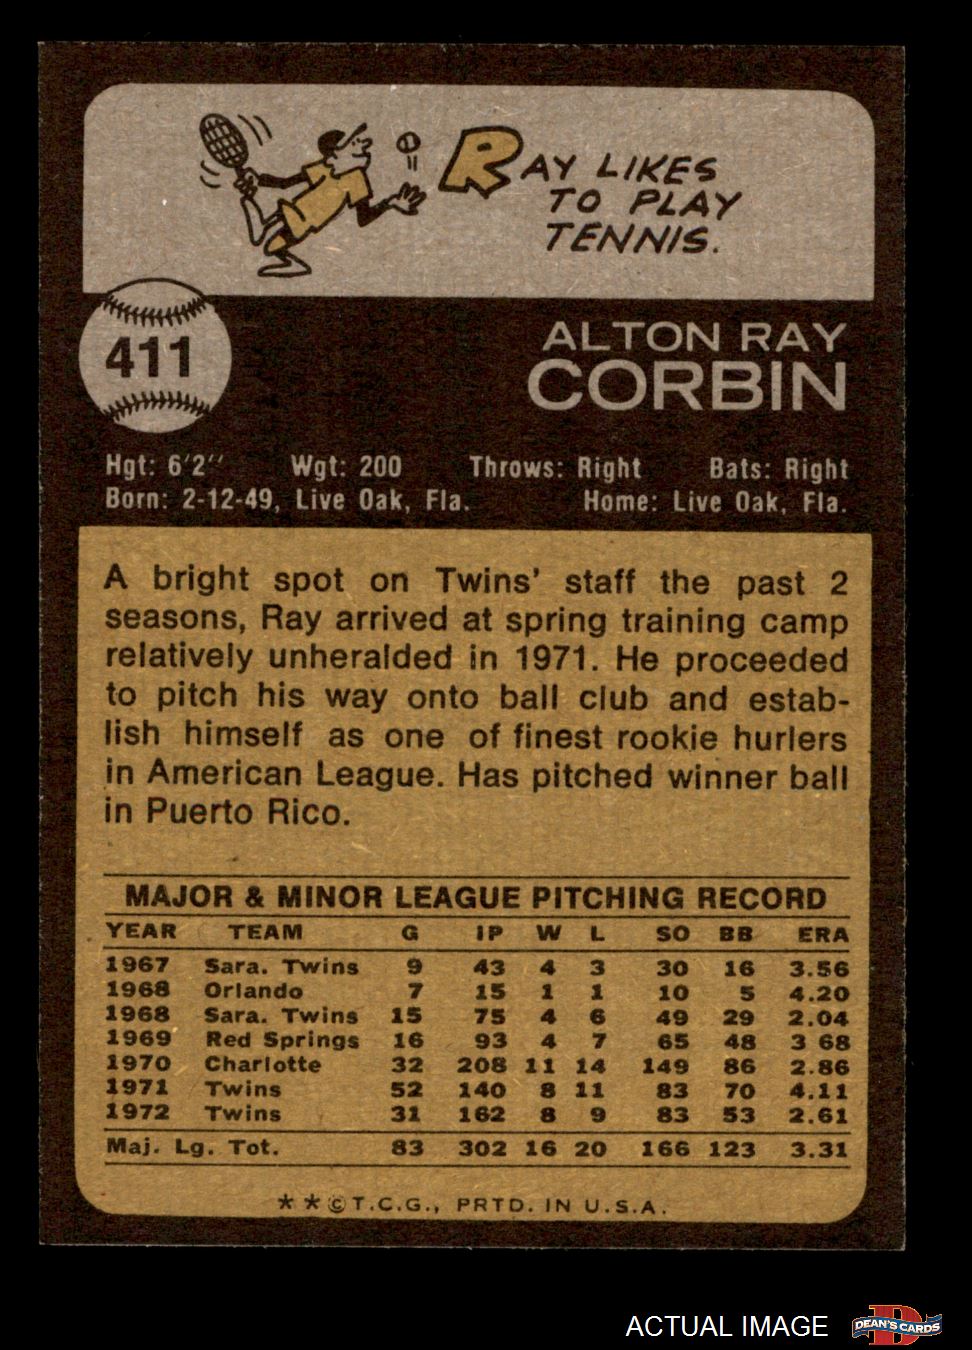 RAY LIKES
TO PLAY
TENNIS.
411
ALTON RAY
CORBIN
Hgt: 6'2'' Wgt: 200 Throws: Right Bats: Right
Born: 2-12-49, Live Oak, Fla. Home: Live Oak, Fla.
A bright spot on Twins' staff the past 2
seasons, Ray arrived at spring training camp
relatively unheralded in 1971. He proceeded
to pitch his way onto ball club and estab-
lish himself as one of finest rookie hurlers
in American League. Has pitched winner ball
in Puerto Rico.
MAJOR & MINOR LEAGUE PITCHING RECORD
YEAR TEAM G IP W L SO BB ERA
1967 Sara. Twins 9 43 4 3 30 16 3.56
1968 Orlando 7 15 1 1 10 5 4.20
1968 Sara. Twins 15 75 4 6 49 29 2.04
1969 Red Springs 16 93 4 7 65 48 3 68
1970 Charlotte 32 208 11 14 149 86 2.86
1971 Twins 52 140 8 11 83 70 4.11
1972 Twins 31 162 8 9 83 53 2.61
Maj. Lg. Tot. 83 302 16 20 166 123 3.31
**©T.C.G., PRTD. IN U.S.A.
ACTUAL IMAGE
D
DEAN'S CARDS